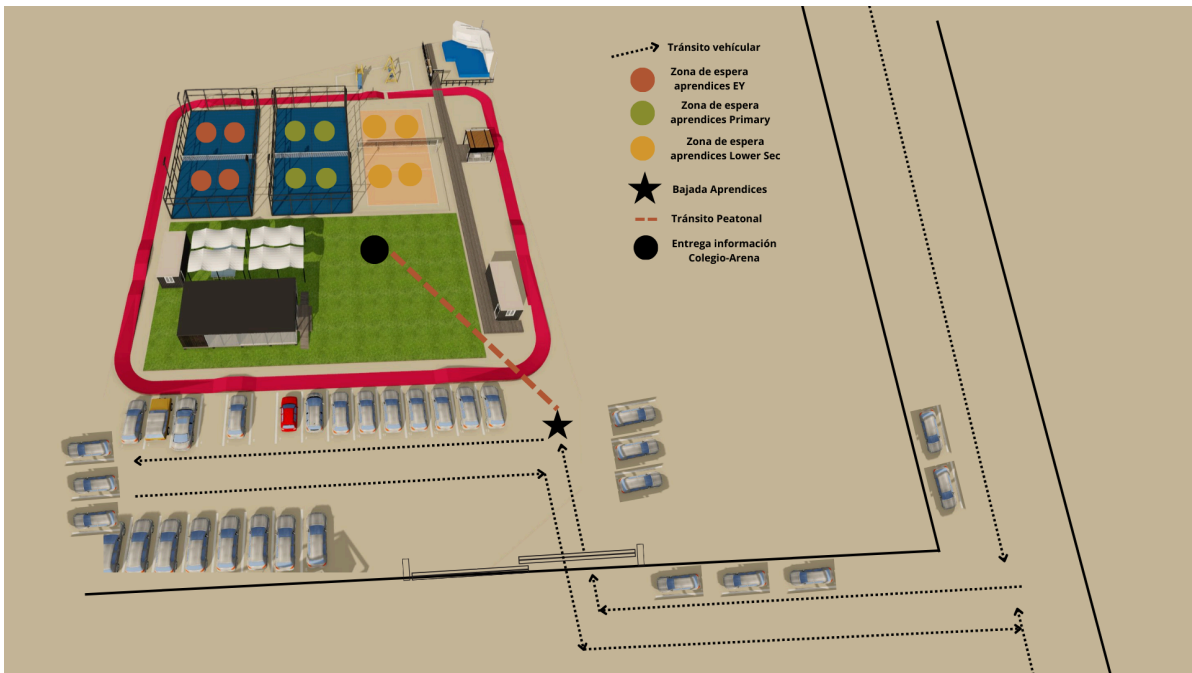 Tránsito vehícular
Zona de espera
aprendices EY
Zona de espera
aprendices Primary
Zona de espera
aprendices Lower Sec
Bajada Aprendices
Tránsito Peatonal
Entrega información
Colegio-Arena